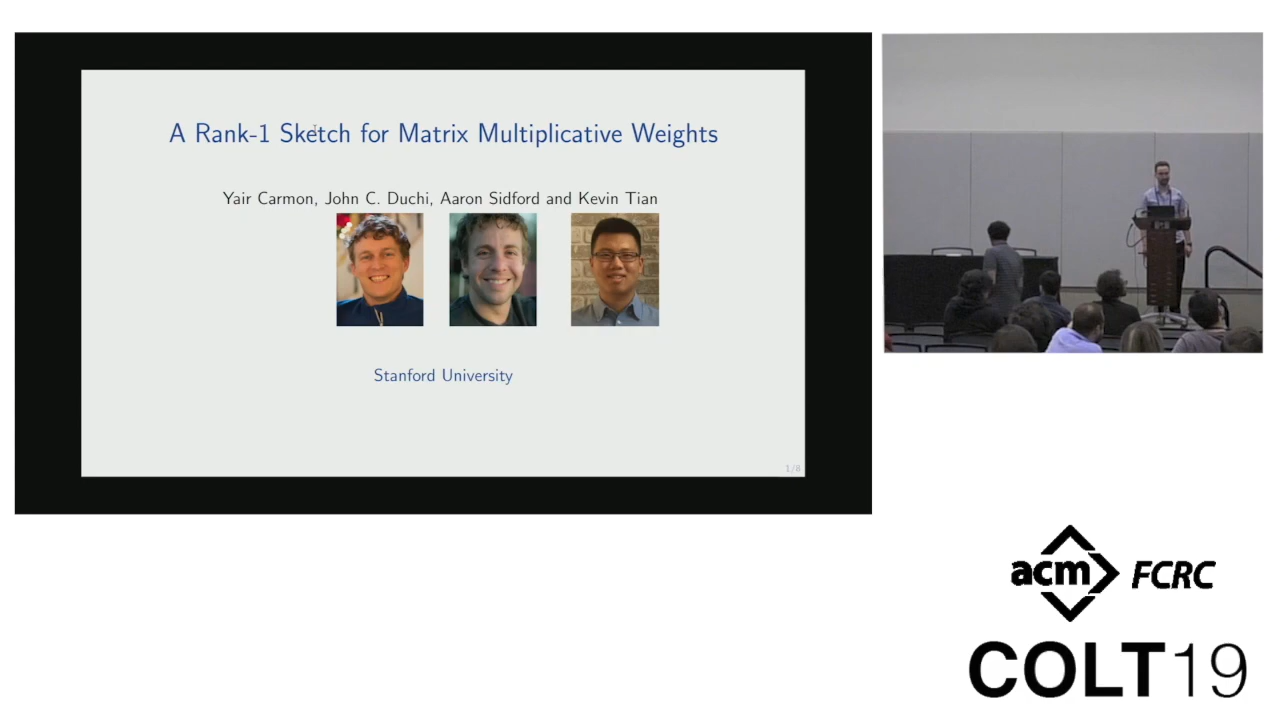 A Rank-1 Sketch for Matrix Multiplicative Weights
Yair Carmon, John C. Duchi, Aaron Sidford and Kevin Tian
Stanford University
1/8
acm FCRC
COLT19